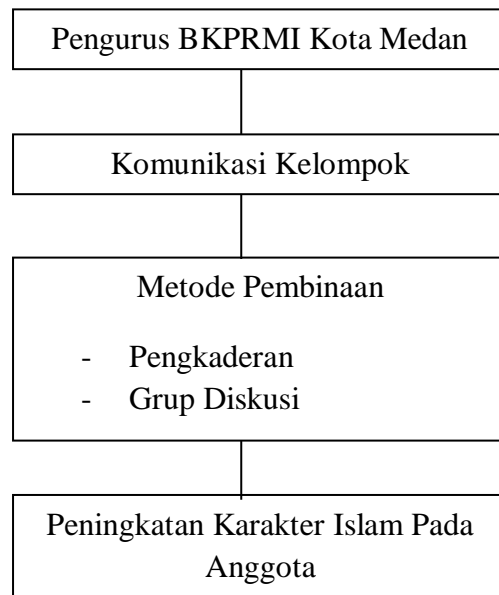 Pengurus BKPRMI Kota Medan
Komunikasi Kelompok
Metode Pembinaan
- Pengkaderan
- Grup Diskusi
Peningkatan Karakter Islam Pada
Anggota